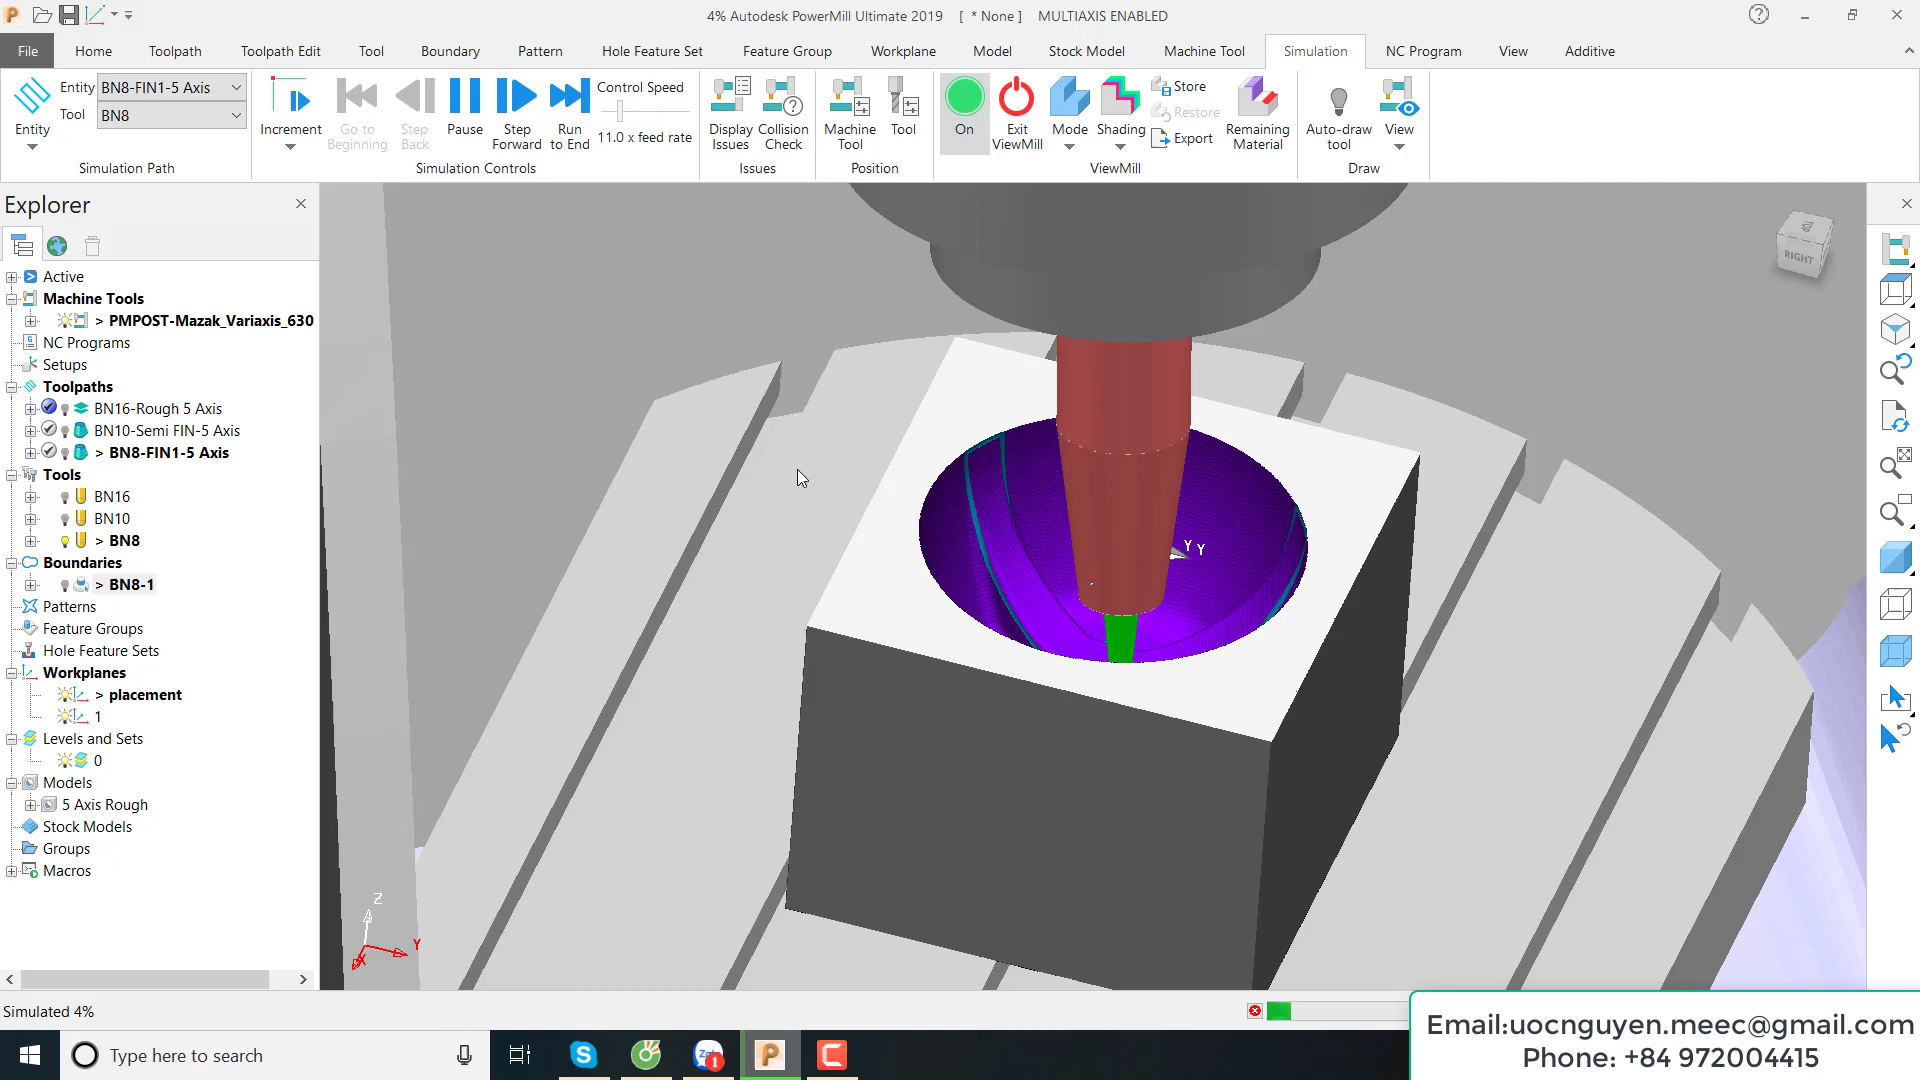 4% Autodesk PowerMill Ultimate 2019 [ * None ] MULTIAXIS ENABLED
File Home Toolpath Toolpath Edit Tool Boundary Pattern Hole Feature Set Feature Group Workplane Model Stock Model Machine Tool Simulation NC Program View Additive
Entity
Entity BN8-FIN1-5 Axis
Tool BN8
Simulation Path
Increment
Go to Beginning
Step Back
Pause
Step Forward
Run to End
Control Speed
11.0 x feed rate
Simulation Controls
Display Issues
Collision Check
Issues
Machine Tool
Tool
Position
On
Exit ViewMill
Mode
Shading
Store
Restore
Export
Remaining Material
ViewMill
Auto-draw tool
View
Draw
Explorer
Active
Machine Tools
> PMPOST-Mazak_Variaxis_630
NC Programs
Setups
Toolpaths
BN16-Rough 5 Axis
BN10-Semi FIN-5 Axis
> BN8-FIN1-5 Axis
Tools
BN16
BN10
> BN8
Boundaries
> BN8-1
Patterns
Feature Groups
Hole Feature Sets
Workplanes
> placement
1
Levels and Sets
0
Models
5 Axis Rough
Stock Models
Groups
Macros
RIGHT
Y Y
Z
Y
X
Simulated 4%
Type here to search
1
Email:uocnguyen.meec@gmail.com
Phone: +84 972004415